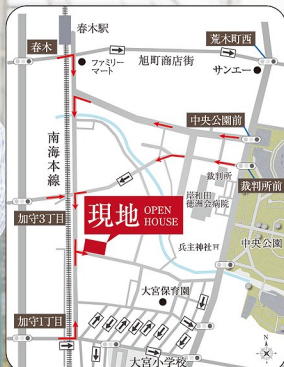 春木駅
春木
荒木町西
旭町商店街
ファミリー
マート
サンエー
中央公園前
南海本線
裁判所
裁判所前
岸和田
徳洲会病院
加守3丁目
現地
OPEN
HOUSE
兵主神社
中央公園
大宮保育園
加守1丁目
大宮小学校
N